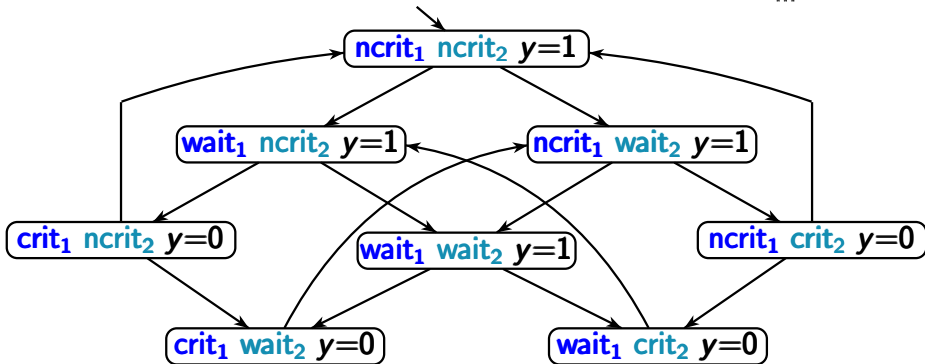 ncrit₁ ncrit₂ y=1
wait₁ ncrit₂ y=1
ncrit₁ wait₂ y=1
crit₁ ncrit₂ y=0
wait₁ wait₂ y=1
ncrit₁ crit₂ y=0
crit₁ wait₂ y=0
wait₁ crit₂ y=0